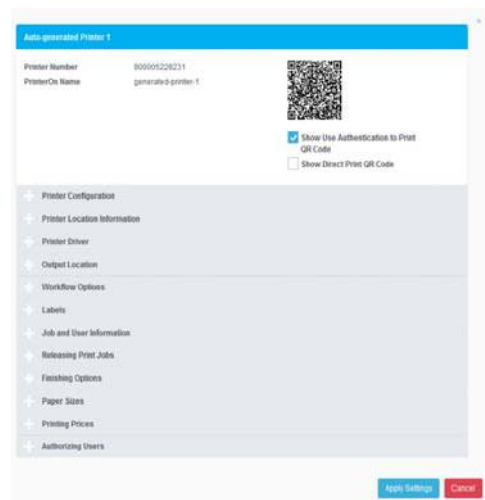 Auto-generated Printer 1
Printer Number 800005228231
PrinterOn Name generated-printer-1
Show Use Authentication to Print
QR Code
Show Direct Print QR Code
Printer Configuration
Printer Location Information
Printer Driver
Output Location
Workflow Options
Labels
Job and User Information
Releasing Print Jobs
Finishing Options
Paper Sizes
Printing Prices
Authorizing Users
Apply Settings Cancel